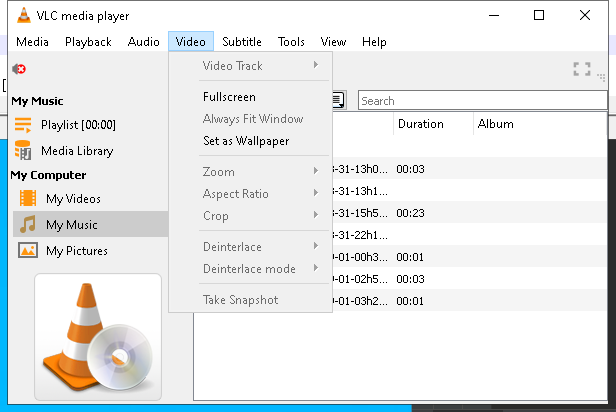 VLC media player
Media Playback Audio Video Subtitle Tools View Help
Video Track
Fullscreen
Always Fit Window
Set as Wallpaper
Zoom
Aspect Ratio
Crop
Deinterlace
Deinterlace mode
Take Snapshot
My Music
Playlist [00:00]
Media Library
My Computer
My Videos
My Music
My Pictures
Search
Duration Album
-31-13h0... 00:03
-31-13h1...
-31-15h5... 00:23
-31-22h1...
-01-00h3... 00:01
-01-02h5... 00:03
-01-03h2... 00:01